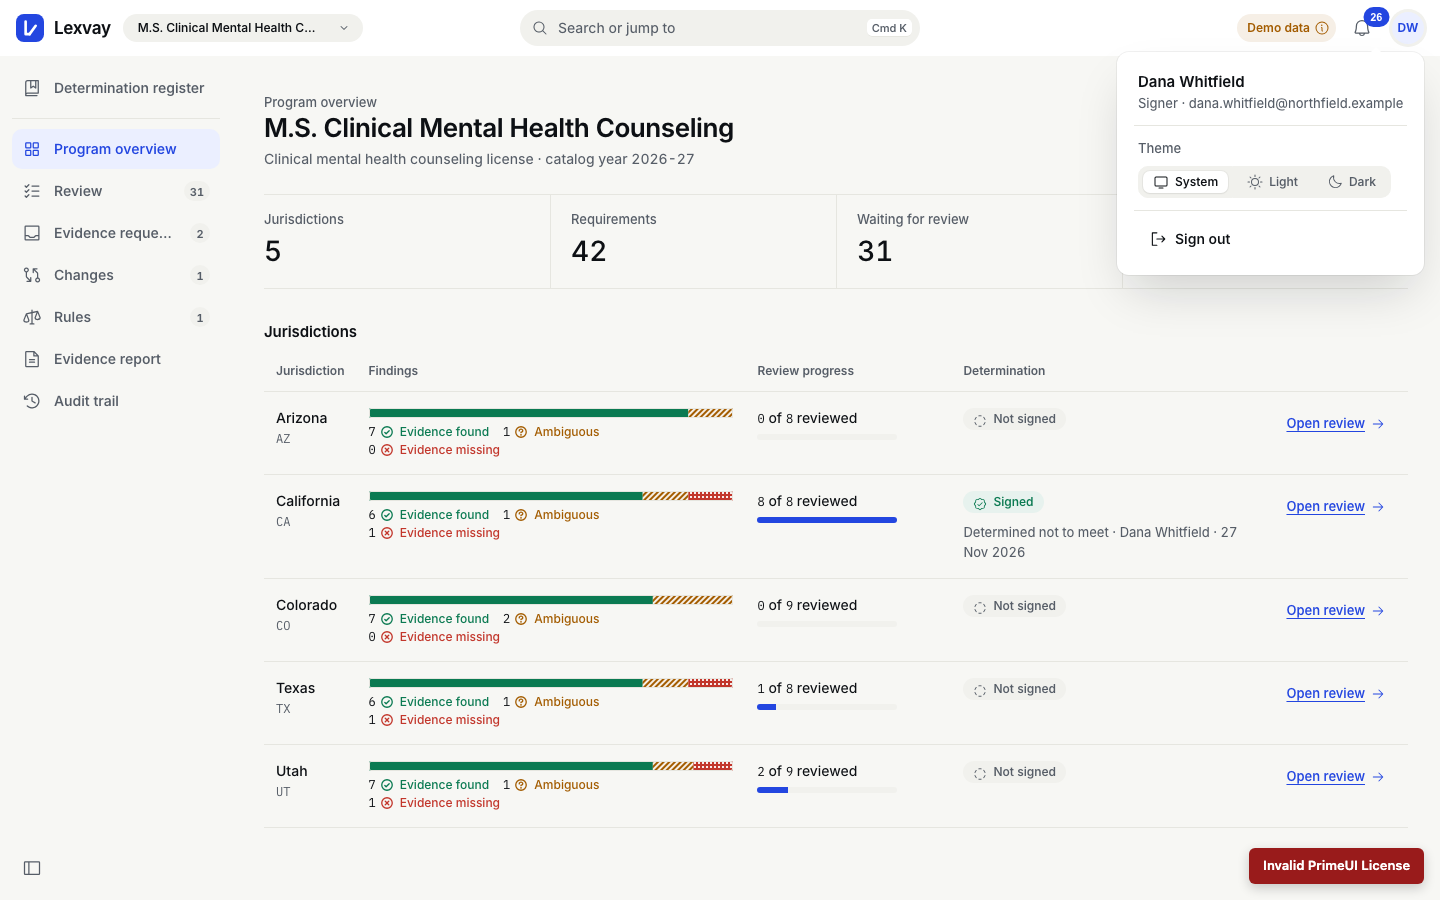 Lexvay
M.S. Clinical Mental Health C...
Search or jump to
Cmd K
Demo data
26
DW
Dana Whitfield
Signer · dana.whitfield@northfield.example
Theme
System
Light
Dark
Sign out
Determination register
Program overview
Review 31
Evidence reque... 2
Changes 1
Rules 1
Evidence report
Audit trail
Program overview
M.S. Clinical Mental Health Counseling
Clinical mental health counseling license · catalog year 2026-27
Jurisdictions
5
Requirements
42
Waiting for review
31
Jurisdictions
Jurisdiction Findings Review progress Determination
Arizona
AZ
7 Evidence found 1 Ambiguous
0 Evidence missing
0 of 8 reviewed
Not signed
Open review
California
CA
6 Evidence found 1 Ambiguous
1 Evidence missing
8 of 8 reviewed
Signed
Determined not to meet · Dana Whitfield · 27
Nov 2026
Open review
Colorado
CO
7 Evidence found 2 Ambiguous
0 Evidence missing
0 of 9 reviewed
Not signed
Open review
Texas
TX
6 Evidence found 1 Ambiguous
1 Evidence missing
1 of 8 reviewed
Not signed
Open review
Utah
UT
7 Evidence found 1 Ambiguous
1 Evidence missing
2 of 9 reviewed
Not signed
Open review
Invalid PrimeUI License